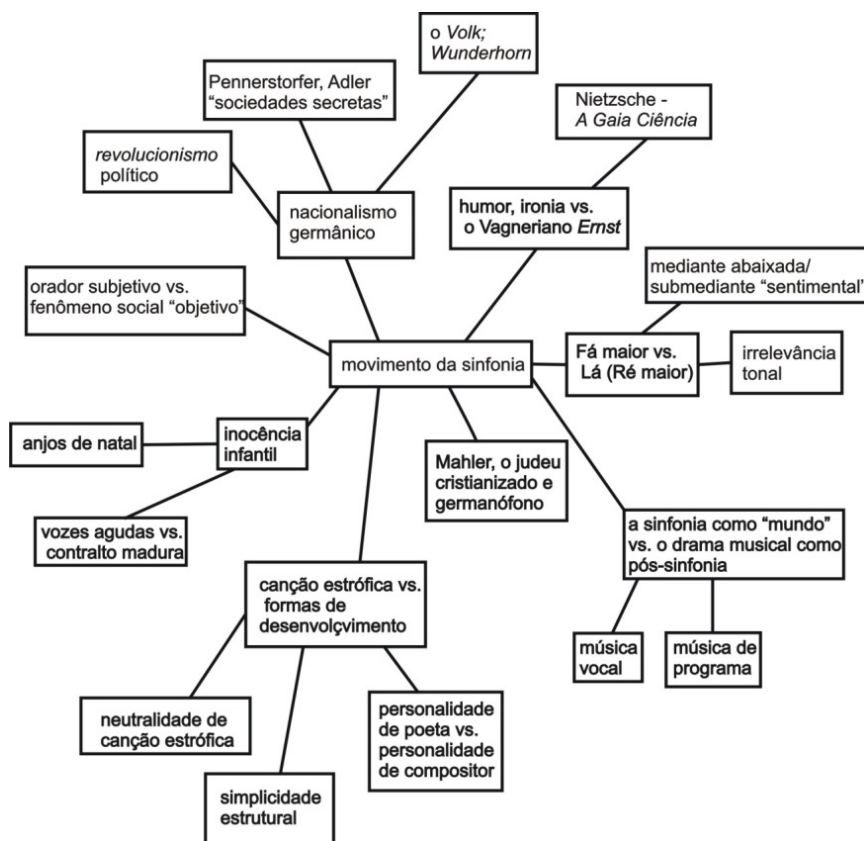 o Volk;
Wunderhorn
Pennerstorfer, Adler
“sociedades secretas”
Nietzsche -
A Gaia Ciência
revolucionismo
político
nacionalismo
germânico
humor, ironia vs.
o Vagneriano Ernst
mediante abaixada/
submediante “sentimental”
orador subjetivo vs.
fenômeno social “objetivo”
movimento da sinfonia
Fá maior vs.
Lá (Ré maior)
irrelevância
tonal
anjos de natal
inocência
infantil
Mahler, o judeu
cristianizado e
germanófono
vozes agudas vs.
contralto madura
a sinfonia como “mundo”
vs. o drama musical como
pós-sinfonia
canção estrófica vs.
formas de
desenvolçvimento
música
vocal
música de
programa
neutralidade de
canção estrófica
personalidade
de poeta vs.
personalidade
de compositor
simplicidade
estrutural